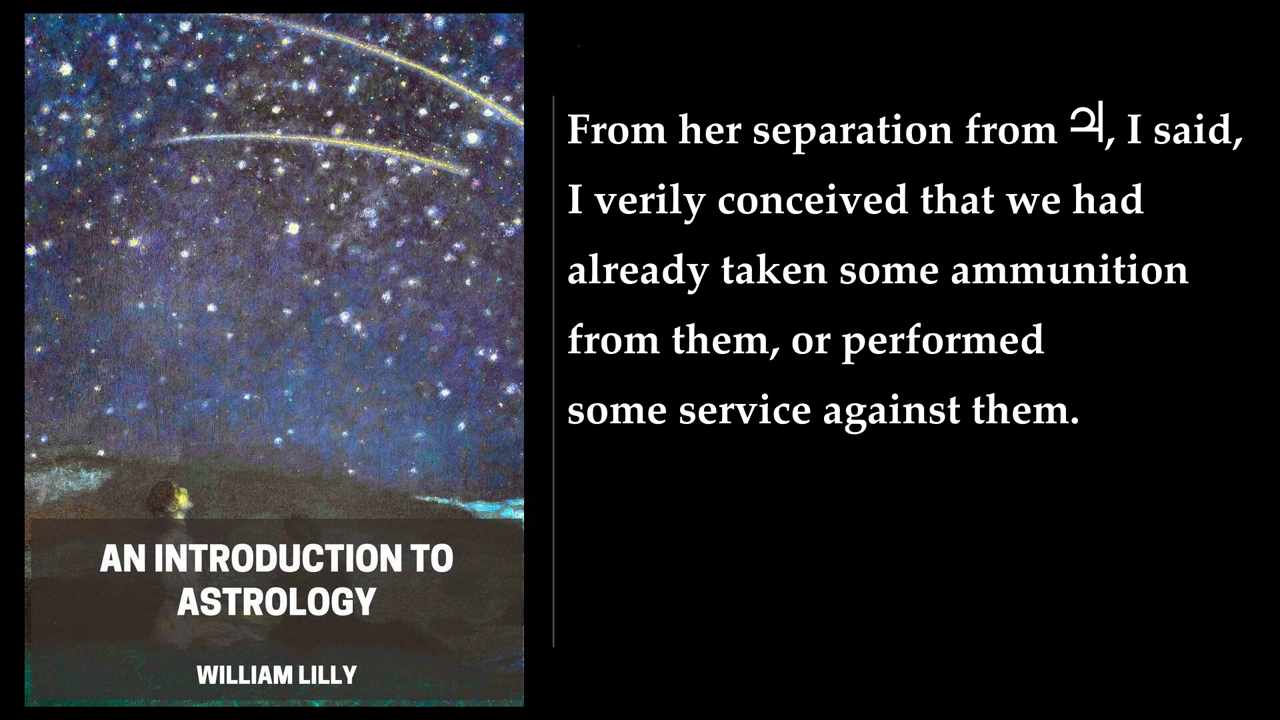 AN INTRODUCTION TO
ASTROLOGY
WILLIAM LILLY
From her separation from ♃, I said,
I verily conceived that we had
already taken some ammunition
from them, or performed
some service against them.